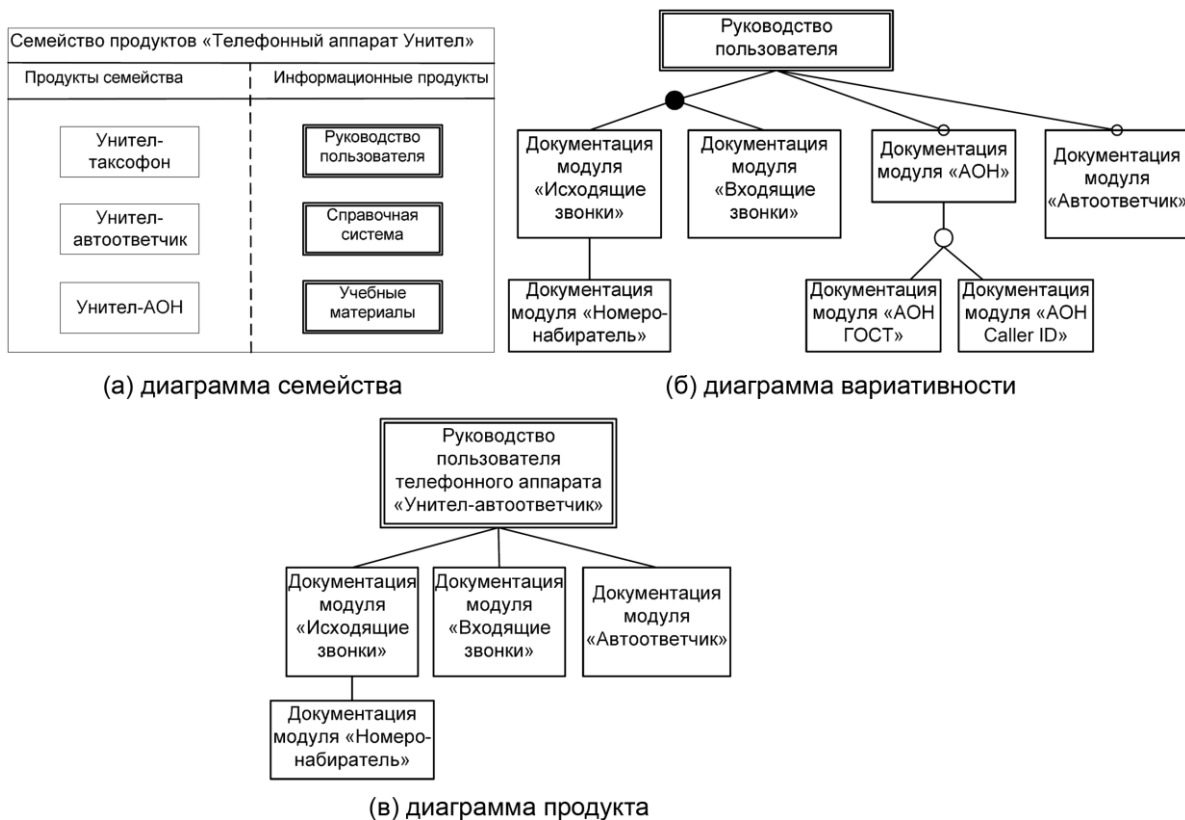 Семейство продуктов «Телефонный аппарат Унител»
Продукты семейства
Информационные продукты
Унител-
таксофон
Руководство
пользователя
Унител-
автоответчик
Справочная
система
Унител-АОН
Учебные
материалы
(а) диаграмма семейства
Руководство
пользователя
Документация
модуля
«Исходящие
звонки»
Документация
модуля
«Входящие
звонки»
Документация
модуля «АОН»
Документация
модуля
«Автоответчик»
Документация
модуля «Номеро-
набиратель»
Документация
модуля «АОН
ГОСТ»
Документация
модуля «АОН
Caller ID»
(б) диаграмма вариативности
Руководство
пользователя
телефонного аппарата
«Унител-автоответчик»
Документация
модуля
«Исходящие
звонки»
Документация
модуля
«Входящие
звонки»
Документация
модуля
«Автоответчик»
Документация
модуля «Номеро-
набиратель»
(в) диаграмма продукта